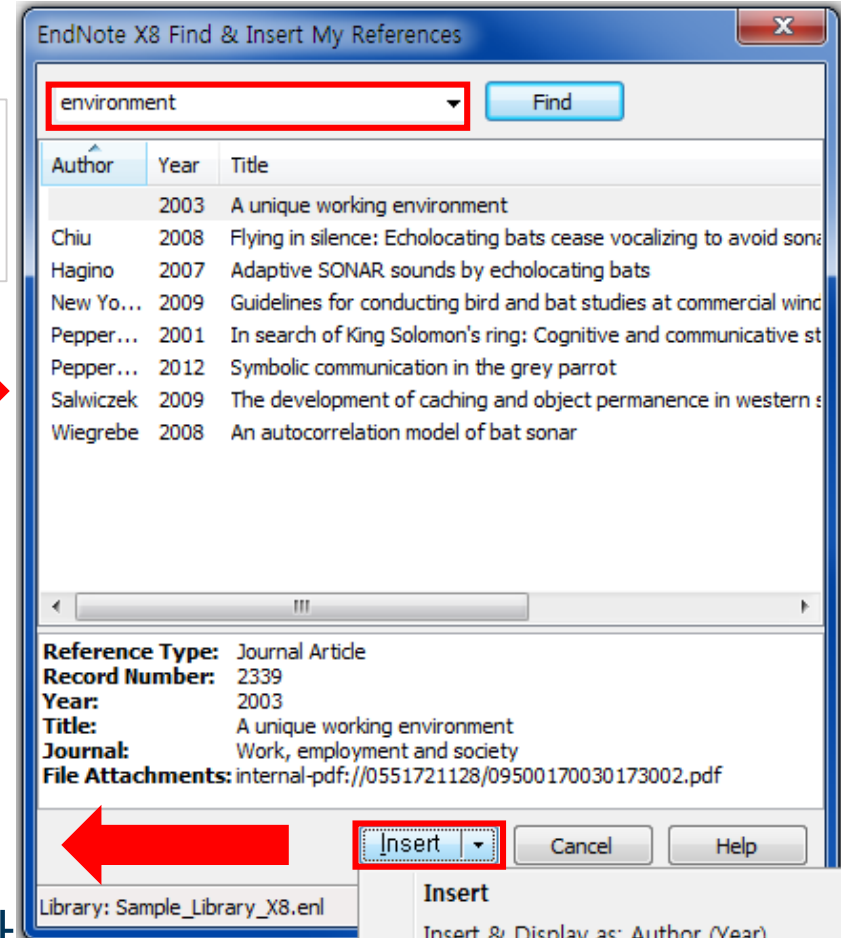 EndNote X8 Find & Insert My References
x
environment Find
Author Year Title
2003 A unique working environment
Chiu 2008 Flying in silence: Echolocating bats cease vocalizing to avoid sona
Hagino 2007 Adaptive SONAR sounds by echolocating bats
New Yo... 2009 Guidelines for conducting bird and bat studies at commercial wind
Pepper... 2001 In search of King Solomon's ring: Cognitive and communicative st
Pepper... 2012 Symbolic communication in the grey parrot
Salwiczek 2009 The development of caching and object permanence in western s
Wiegrebe 2008 An autocorrelation model of bat sonar
Reference Type: Journal Article
Record Number: 2339
Year: 2003
Title: A unique working environment
Journal: Work, employment and society
File Attachments: internal-pdf://0551721128/09500170030173002.pdf
Insert Cancel Help
Library: Sample_Library_X8.enl
Insert
Insert & Display as: Author (Year)